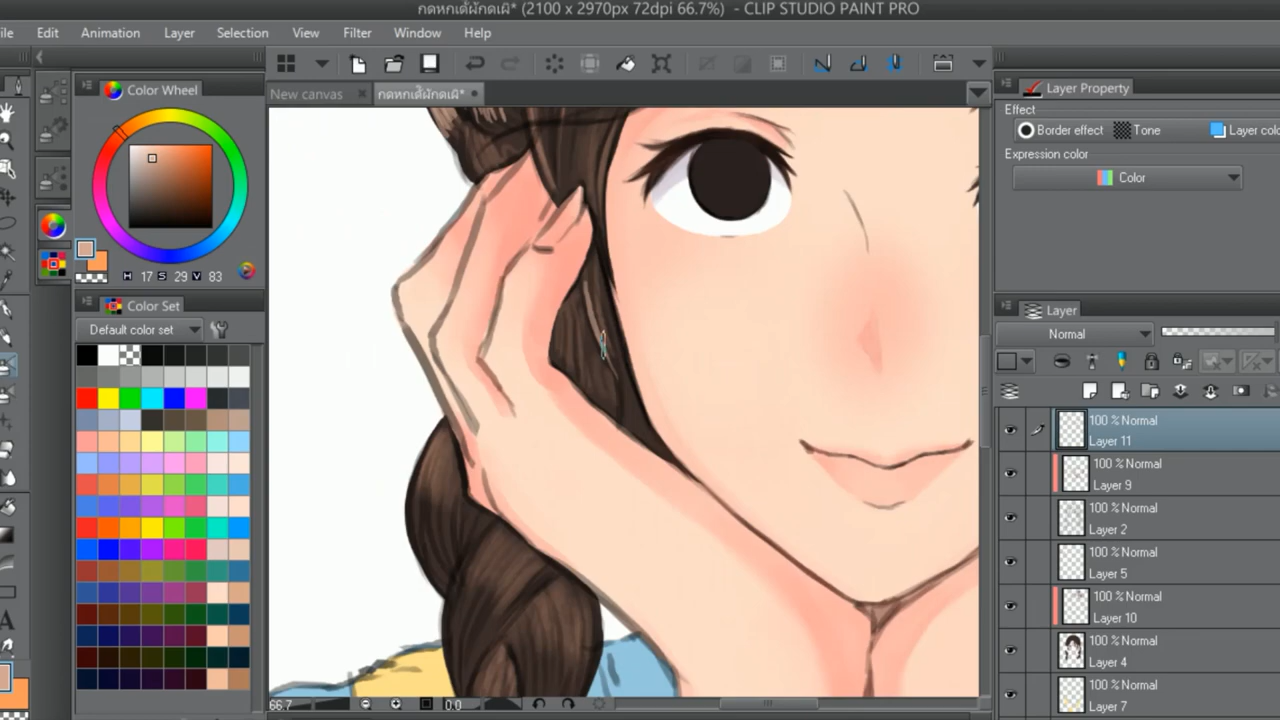 กดหกเด้ผักดเผิ* (2100 x 2970px 72dpi 66.7%) - CLIP STUDIO PAINT PRO
ile Edit Animation Layer Selection View Filter Window Help
Color Wheel
New canvas
กดหกเด้ผักดเผิ*
H 17 S 29 V 83
Color Set
Default color set
66.7
0.0
Layer Property
Effect
Border effect Tone Layer colo
Expression color
Color
Layer
Normal
100 % Normal
Layer 11
100 % Normal
Layer 9
100 % Normal
Layer 2
100 % Normal
Layer 5
100 % Normal
Layer 10
100 % Normal
Layer 4
100 % Normal
Layer 7